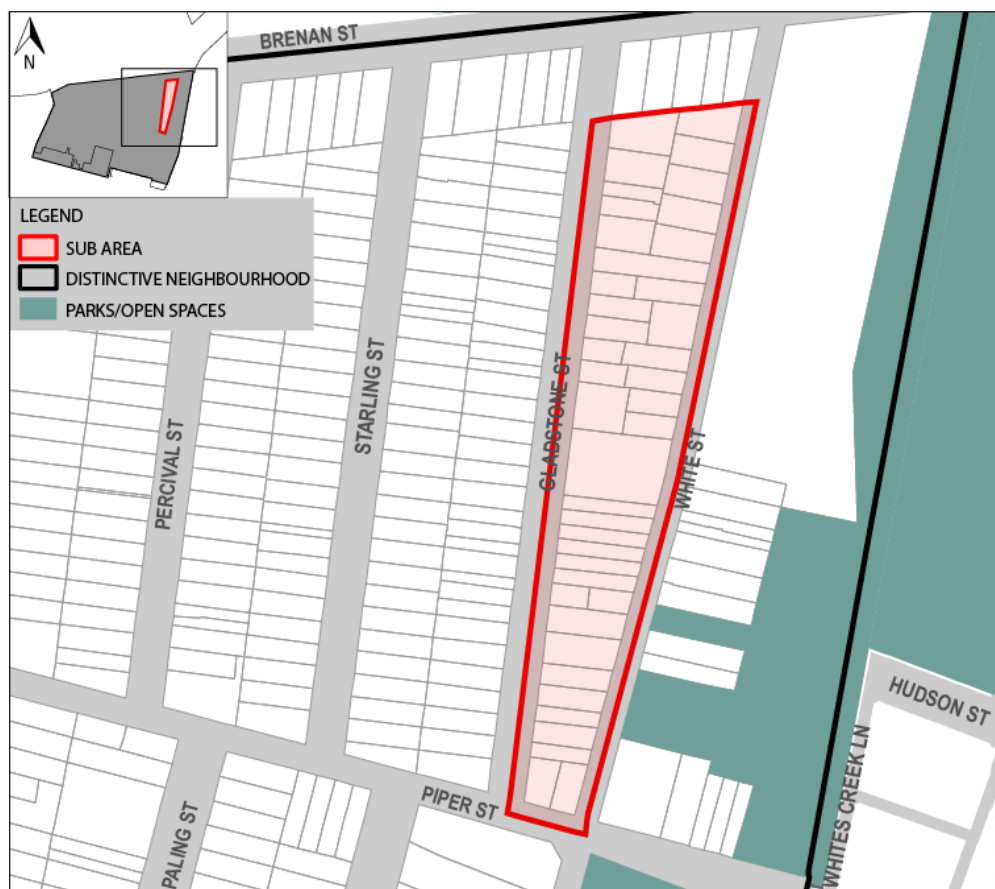 BRENAN ST
N
LEGEND
SUB AREA
DISTINCTIVE NEIGHBOURHOOD
PARKS/OPEN SPACES
PERCIVAL ST
STARLING ST
GLADSTONE ST
WHITE ST
HUDSON ST
WHITES CREEK LN
PIPER ST
PALING ST